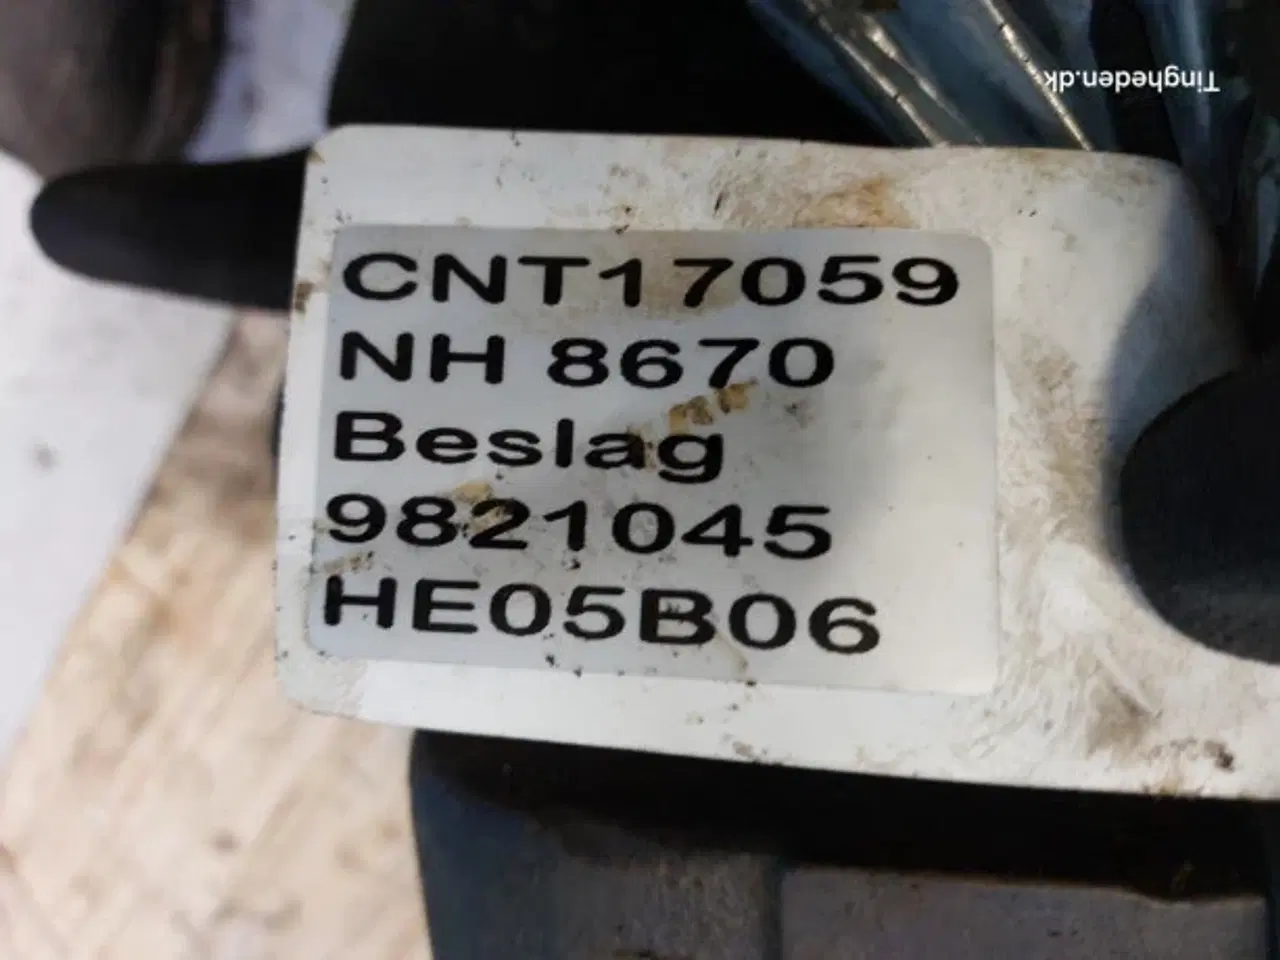 Tingheden.dk
CNT17059
NH 8670
Beslag
9821045
HE05B06